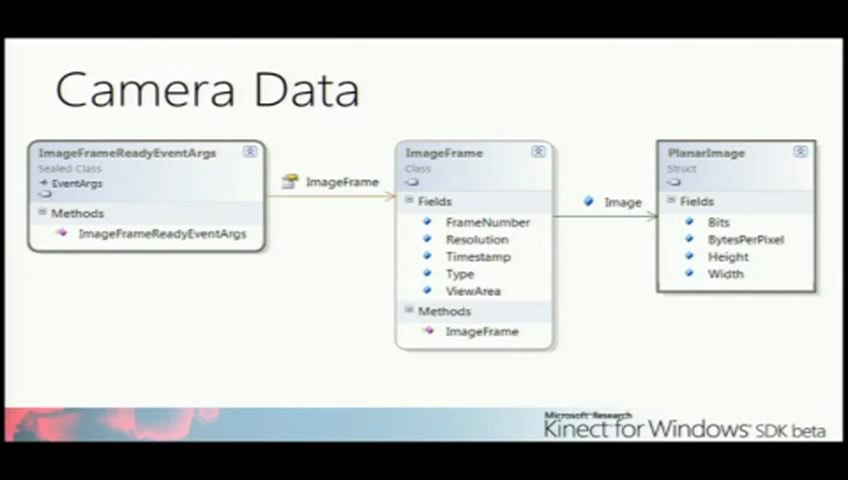 Camera Data
ImageFrameReadyEventArgs
Sealed Class
EventArgs
Methods
ImageFrameReadyEventArgs
ImageFrame
ImageFrame
Class
Fields
FrameNumber
Resolution
Timestamp
Type
ViewArea
Methods
ImageFrame
Image
PlanarImage
Struct
Fields
Bits
BytesPerPixel
Height
Width
Microsoft Research
Kinect for Windows SDK beta